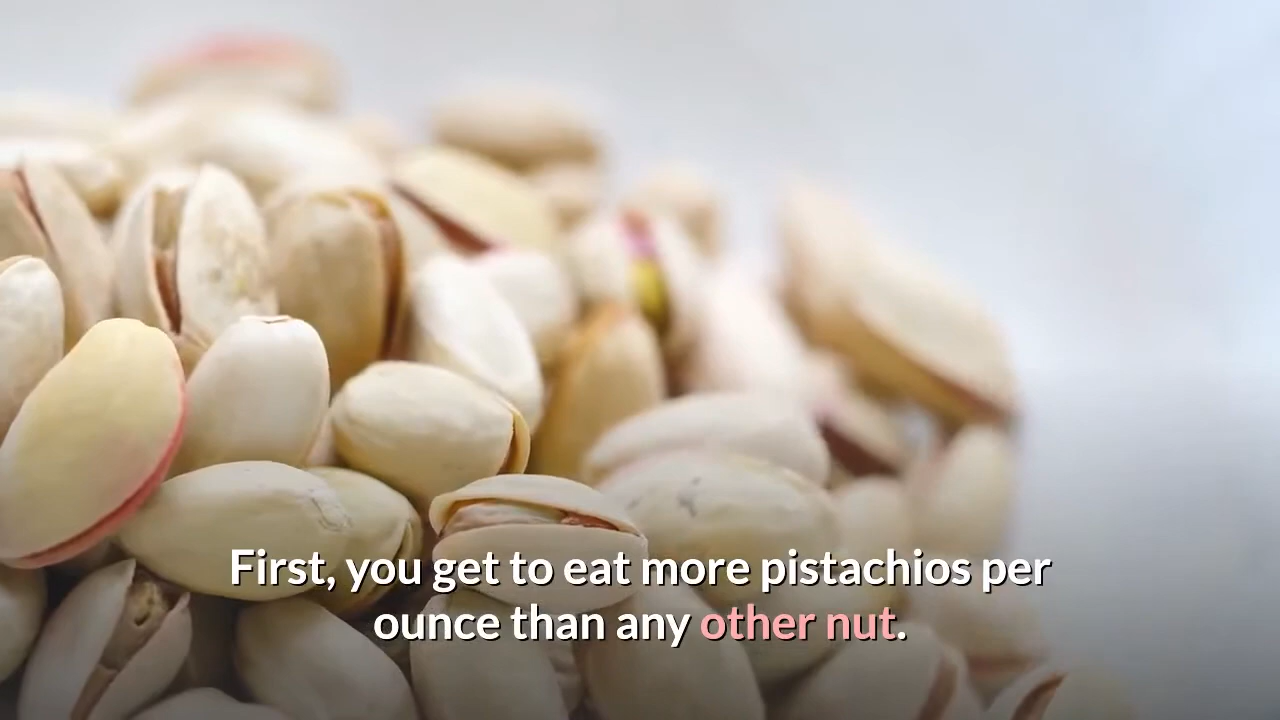 First, you get to eat more pistachios per
ounce than any other nut.